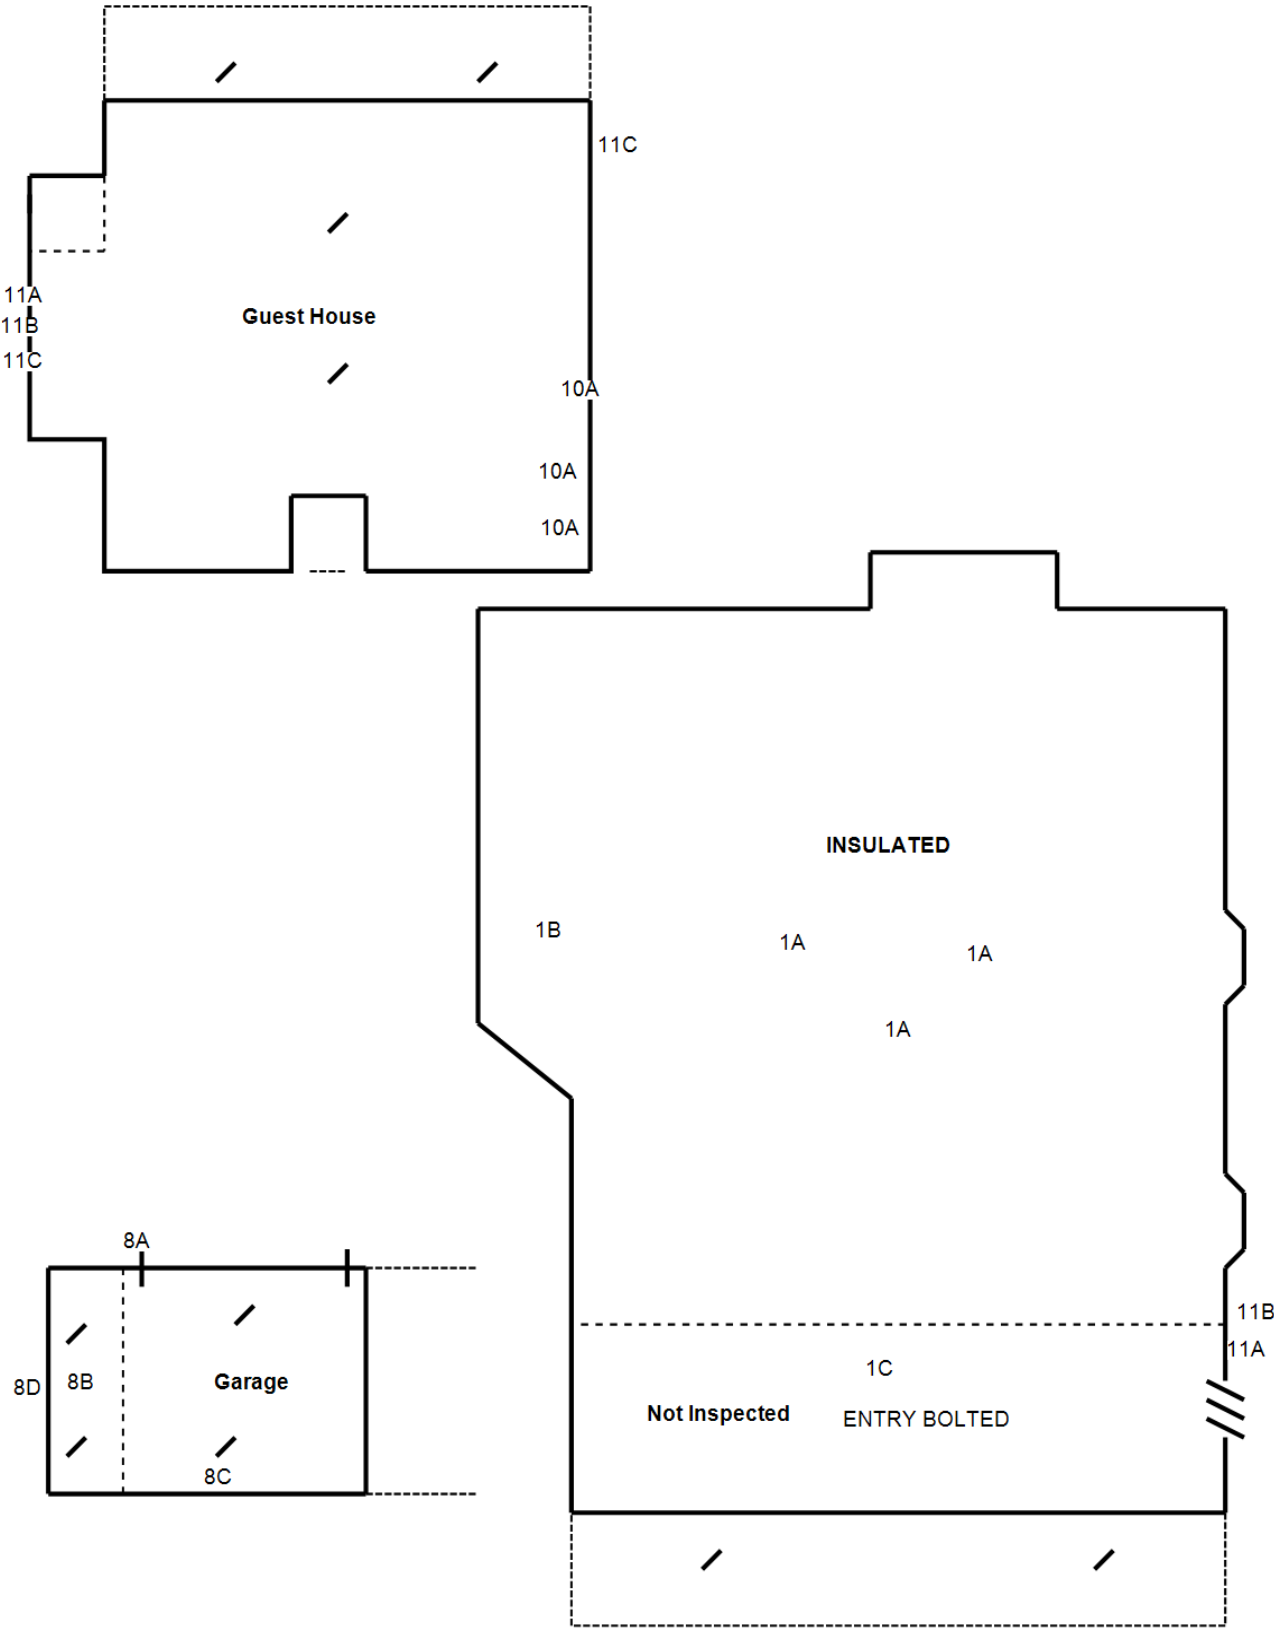 11C
11A
Guest House
11B
11C
10A
10A
10A
INSULATED
1B
1A
1A
1A
8A
11B
11A
1C
8D
8B
Garage
Not Inspected
ENTRY BOLTED
8C